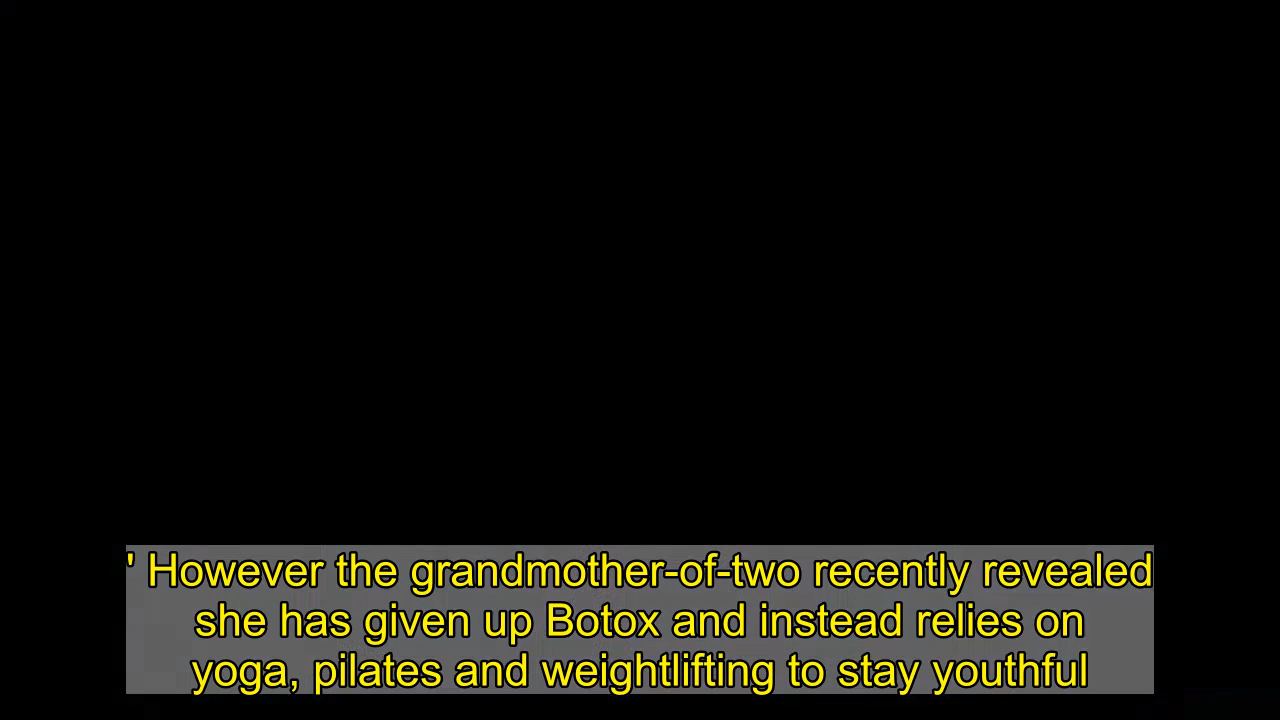 ' However the grandmother-of-two recently revealed
she has given up Botox and instead relies on
yoga, pilates and weightlifting to stay youthful